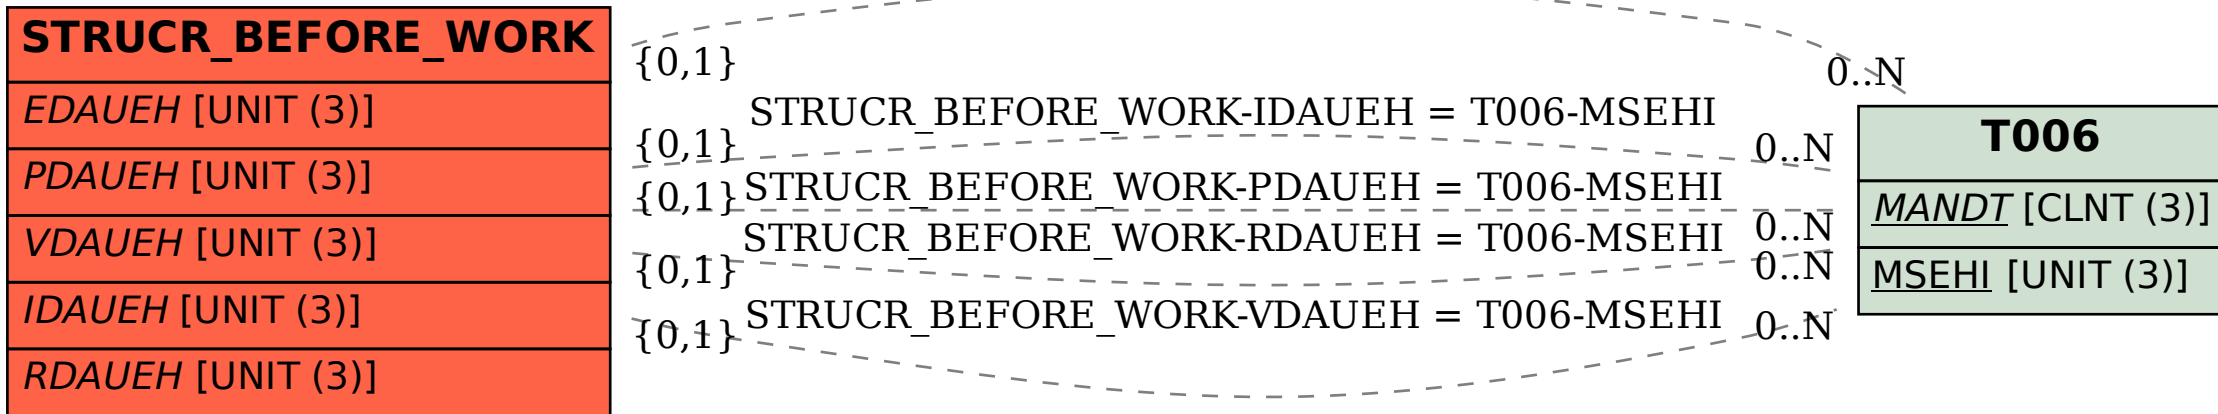 STRUCR_BEFORE_WORK
EDAUEH [UNIT (3)]
PDAUEH [UNIT (3)]
VDAUEH [UNIT (3)]
IDAUEH [UNIT (3)]
RDAUEH [UNIT (3)]
{0,1}
0..N
STRUCR_BEFORE_WORK-IDAUEH = T006-MSEHI
{0,1}
0..N
STRUCR_BEFORE_WORK-PDAUEH = T006-MSEHI
{0,1}
0..N
STRUCR_BEFORE_WORK-RDAUEH = T006-MSEHI
{0,1}
0..N
STRUCR_BEFORE_WORK-VDAUEH = T006-MSEHI
{0,1}
0..N
T006
MANDT [CLNT (3)]
MSEHI [UNIT (3)]